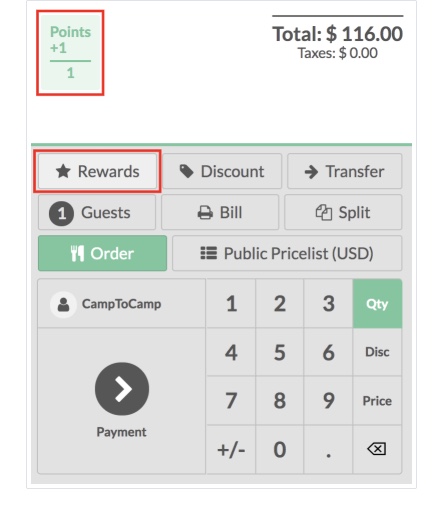 Points
+1
1
Total: $ 116.00
Taxes: $ 0.00
Rewards
Discount
Transfer
1 Guests
Bill
Split
Order
Public Pricelist (USD)
CampToCamp
1 2 3 Qty
4 5 6 Disc
7 8 9 Price
Payment
+/- 0 .